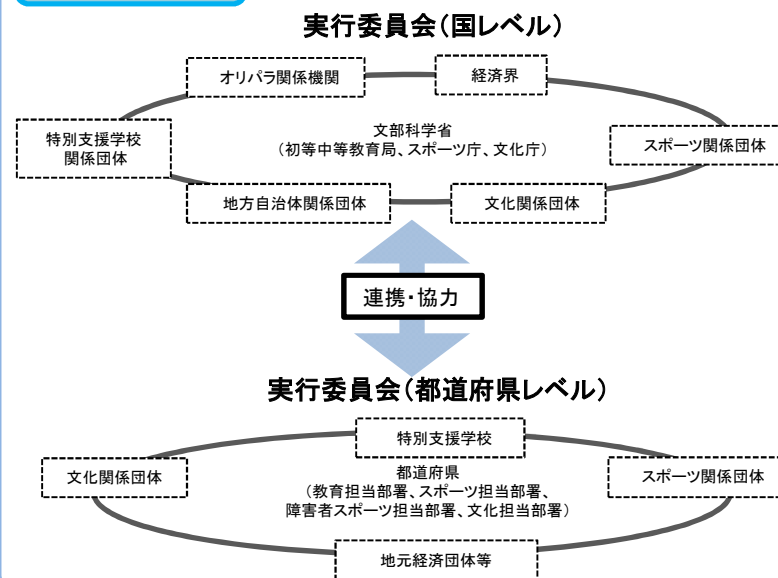 実行委員会（国レベル）
オリパラ関係機関
経済界
特別支援学校
関係団体
文部科学省
（初等中等教育局、スポーツ庁、文化庁）
スポーツ関係団体
地方自治体関係団体
文化関係団体
連携・協力
実行委員会（都道府県レベル）
特別支援学校
文化関係団体
都道府県
（教育担当部署、スポーツ担当部署、
障害者スポーツ担当部署、文化担当部署）
スポーツ関係団体
地元経済団体等